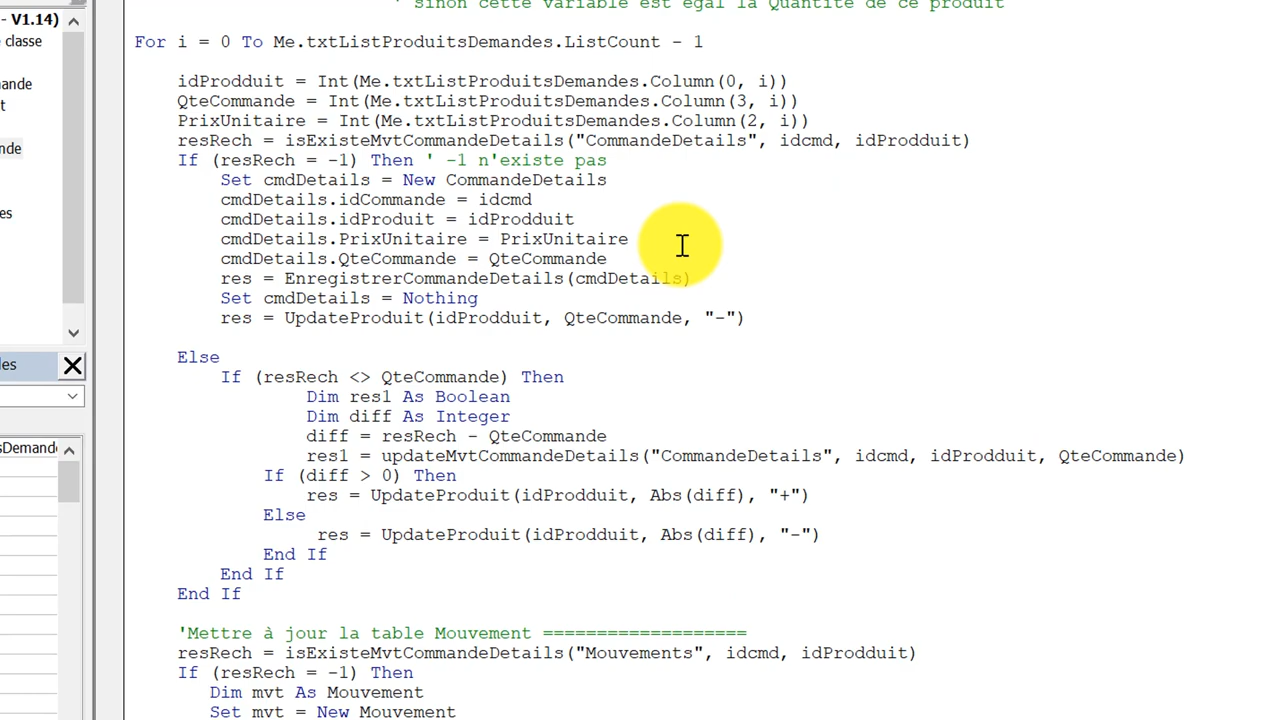 ' sinon cette variable est égal la Quantité de ce produit
- V1.14)
classe
For i = 0 To Me.txtListProduitsDemandes.ListCount - 1
ande
t
nde
es
idProdduit = Int(Me.txtListProduitsDemandes.Column(0, i))
QteCommande = Int(Me.txtListProduitsDemandes.Column(3, i))
PrixUnitaire = Int(Me.txtListProduitsDemandes.Column(2, i))
resRech = isExisteMvtCommandeDetails("CommandeDetails", idcmd, idProdduit)
If (resRech = -1) Then ' -1 n'existe pas
Set cmdDetails = New CommandeDetails
cmdDetails.idCommande = idcmd
cmdDetails.idProduit = idProdduit
cmdDetails.PrixUnitaire = PrixUnitaire
cmdDetails.QteCommande = QteCommande
res = EnregistrerCommandeDetails(cmdDetails)
Set cmdDetails = Nothing
res = UpdateProduit(idProdduit, QteCommande, "-")
Else
les
If (resRech <> QteCommande) Then
Dim res1 As Boolean
Dim diff As Integer
diff = resRech - QteCommande
sDemand
res1 = updateMvtCommandeDetails("CommandeDetails", idcmd, idProdduit, QteCommande)
If (diff > 0) Then
res = UpdateProduit(idProdduit, Abs(diff), "+")
Else
res = UpdateProduit(idProdduit, Abs(diff), "-")
End If
End If
End If
'Mettre à jour la table Mouvement ===================
resRech = isExisteMvtCommandeDetails("Mouvements", idcmd, idProdduit)
If (resRech = -1) Then
Dim mvt As Mouvement
Set mvt = New Mouvement